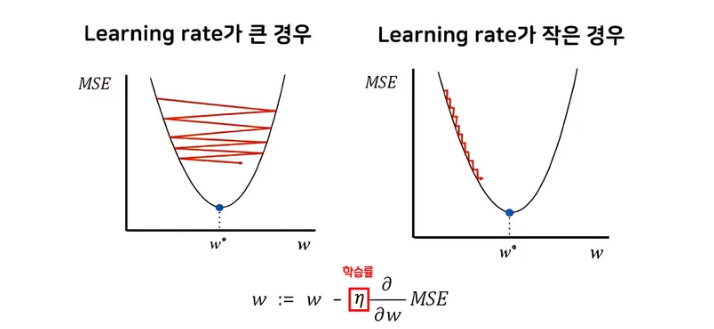 Learning rate가 큰 경우
Learning rate가 작은 경우
MSE
w*
w
MSE
w*
w
학습률
w := w - η ∂/∂w MSE